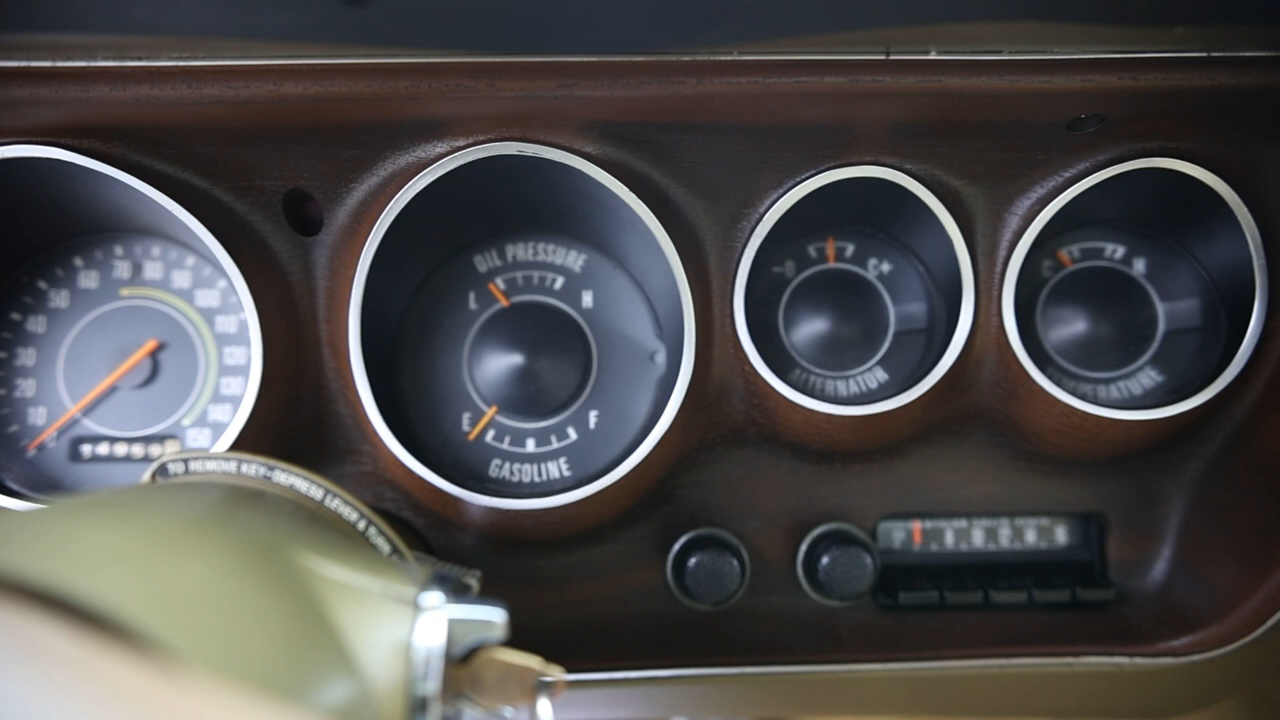 10
20
30
40
50
60
70
80
90
100
110
120
130
140
150
TO REMOVE KEY-DEPRESS LEVER & TURN
OIL PRESSURE
L H
E F
GASOLINE
-D C+
ALTERNATOR
C H
TEMPERATURE